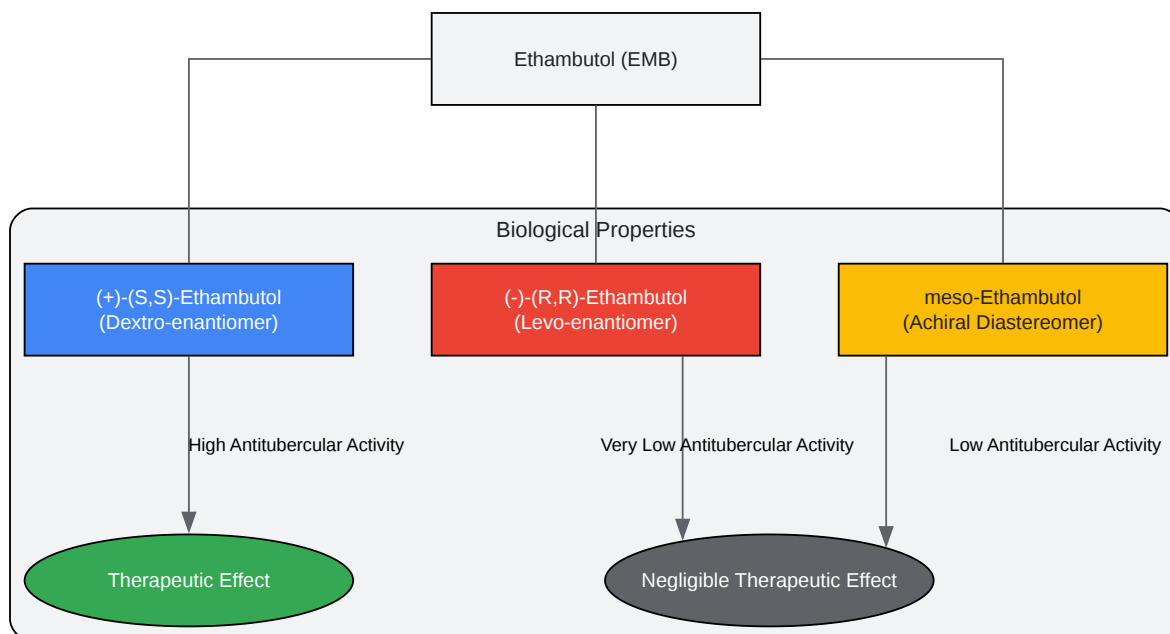 Ethambutol (EMB)
Biological Properties
(+)-(S,S)-Ethambutol
(Dextro-enantiomer)
(-)-(R,R)-Ethambutol
(Levo-enantiomer)
meso-Ethambutol
(Achiral Diastereomer)
High Antitubercular Activity
Very Low Antitubercular Activity
Low Antitubercular Activity
Therapeutic Effect
Negligible Therapeutic Effect